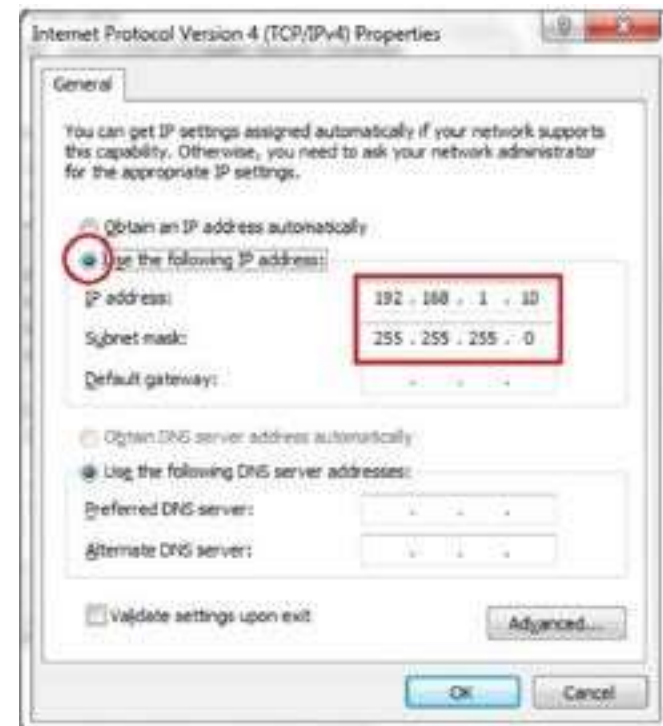 Internet Protocol Version 4 (TCP/IPv4) Properties
General
You can get IP settings assigned automatically if your network supports
this capability. Otherwise, you need to ask your network administrator
for the appropriate IP settings.
Obtain an IP address automatically
Use the following IP address:
IP address: 192 . 168 . 1 . 10
Subnet mask: 255 . 255 . 255 . 0
Default gateway: . . .
Obtain DNS server address automatically
Use the following DNS server addresses:
Preferred DNS server: . . .
Alternate DNS server: . . .
Validate settings upon exit
Advanced...
OK Cancel